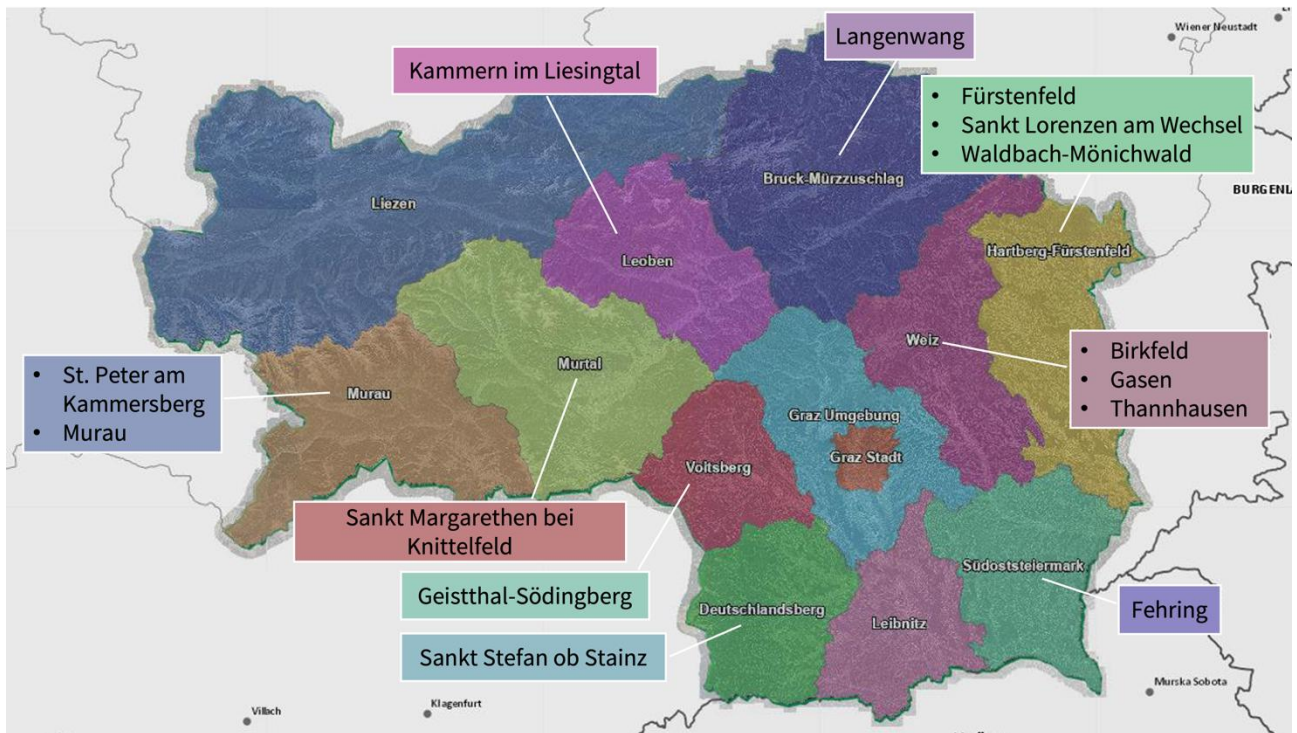 Wiener Neustadt
Langenwang
Kammern im Liesingtal
• Fürstenfeld
• Sankt Lorenzen am Wechsel
• Waldbach-Mönichwald
Bruck-Mürzzuschlag
BURGENL
Liezen
Hartberg-Fürstenfeld
Leoben
Weiz
• Birkfeld
• Gasen
• Thannhausen
• St. Peter am
Kammersberg
• Murau
Murtal
Murau
Graz Umgebung
Graz Stadt
Voitsberg
Sankt Margarethen bei
Knittelfeld
Südoststeiermark
Geistthal-Södingberg
Deutschlandsberg
Leibnitz
Fehring
Sankt Stefan ob Stainz
Murska Sobota
Klagenfurt
Villach